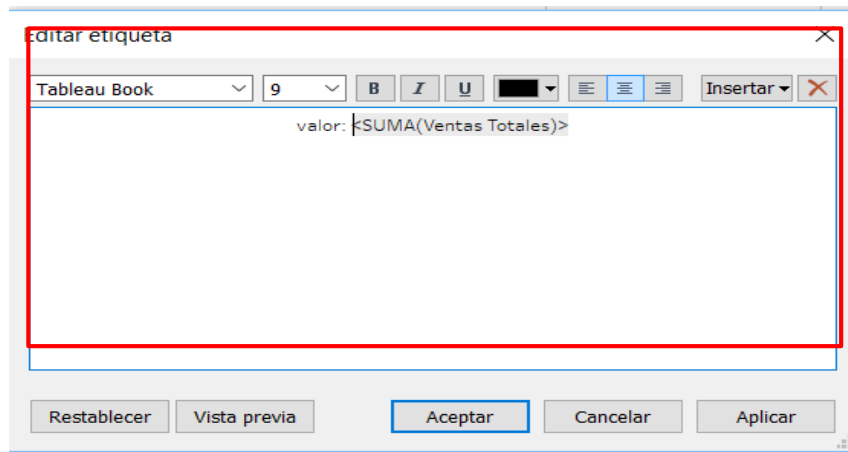 Editar etiqueta
Tableau Book 9 B I U Insertar
valor: <SUMA(Ventas Totales)>
Restablecer Vista previa Aceptar Cancelar Aplicar